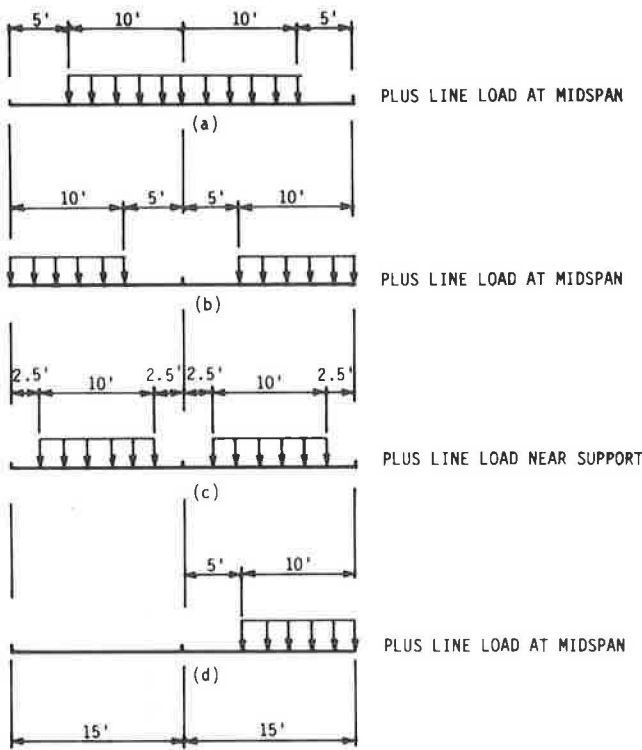 5' 10' 10' 5'
PLUS LINE LOAD AT MIDSPAN
(a)
10' 5' 5' 10'
PLUS LINE LOAD AT MIDSPAN
(b)
2.5' 10' 2.5' 2.5' 10' 2.5'
PLUS LINE LOAD NEAR SUPPORT
(c)
5' 10'
PLUS LINE LOAD AT MIDSPAN
(d)
15' 15'